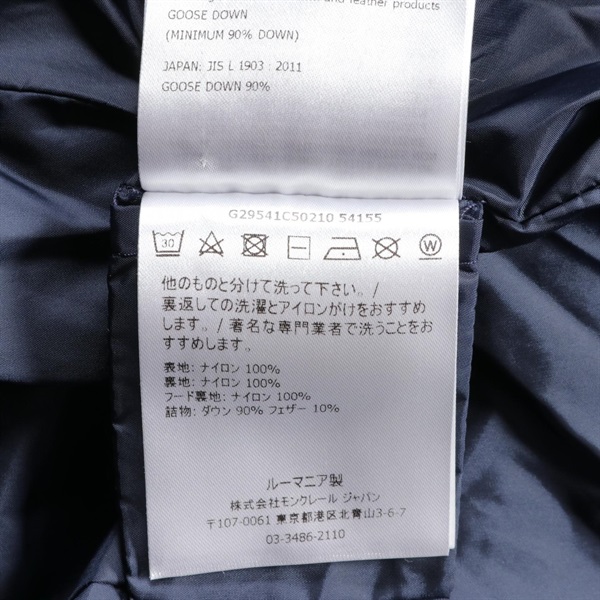 and leather products
GOOSE DOWN
(MINIMUM 90% DOWN)
JAPAN: JIS L 1903 : 2011
GOOSE DOWN 90%
G29541C50210 54155
30 W
他のものと分けて洗って下さい。/
裏返しての洗濯とアイロンがけをおすすめ
します。/ 著名な専門業者で洗うことをお
すすめします。
表地: ナイロン 100%
裏地: ナイロン 100%
フード裏地: ナイロン 100%
詰物: ダウン 90% フェザー 10%
ルーマニア製
株式会社モンクレール ジャパン
〒107-0061 東京都港区北青山3-6-7
03-3486-2110